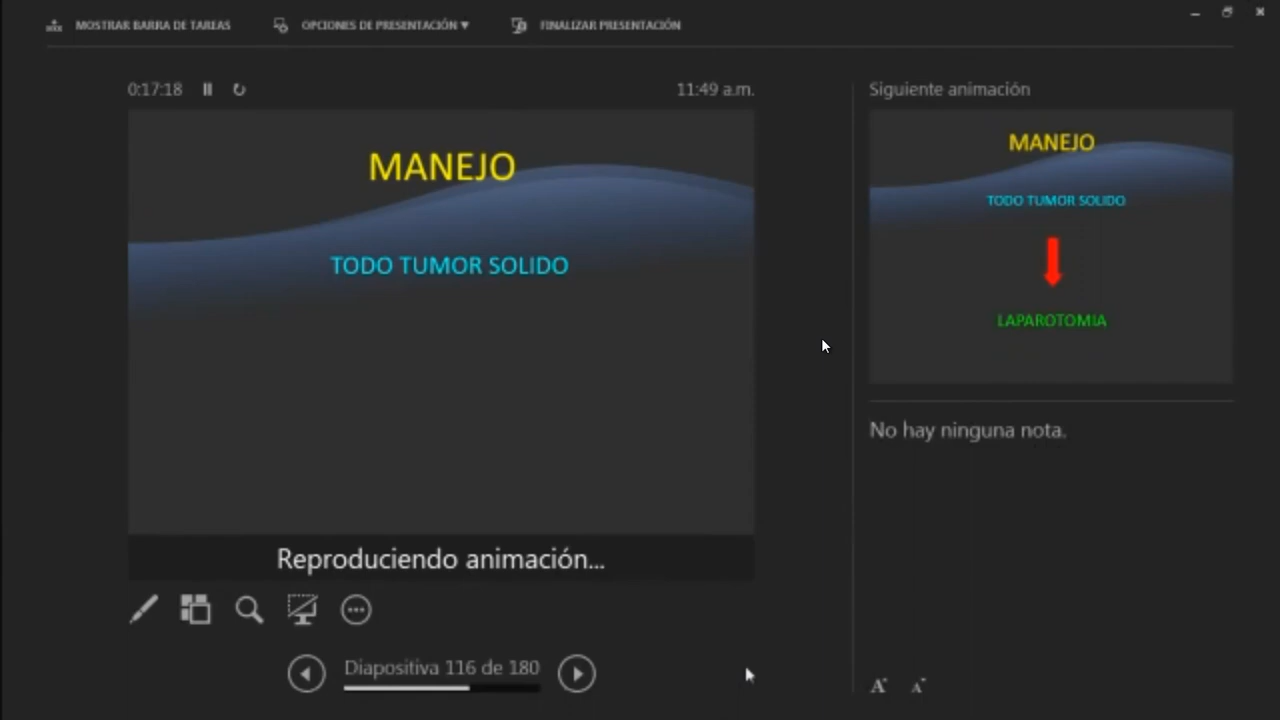 MOSTRAR BARRA DE TAREAS
OPCIONES DE PRESENTACIÓN ▼
FINALIZAR PRESENTACIÓN
0:17:18
11:49 a.m.
MANEJO
TODO TUMOR SOLIDO
Reproduciendo animación...
Diapositiva 116 de 180
Siguiente animación
MANEJO
TODO TUMOR SOLIDO
LAPAROTOMIA
No hay ninguna nota.
A A